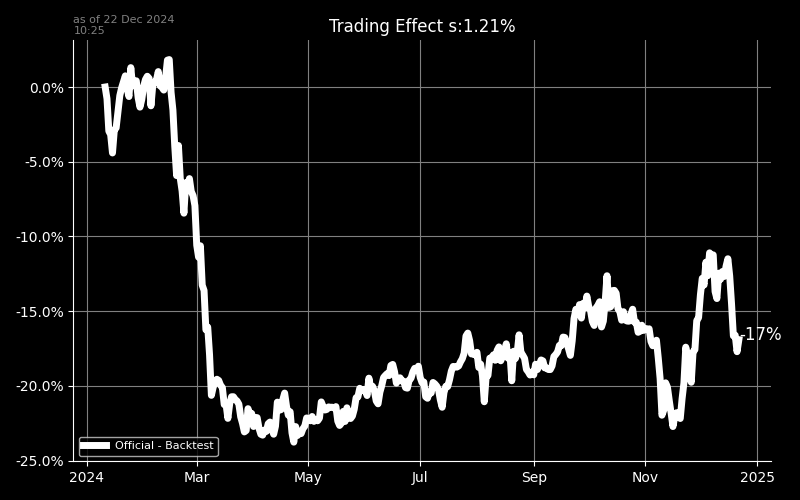 as of 22 Dec 2024
10:25
Trading Effect s:1.21%
0.0%
-5.0%
-10.0%
-15.0%
-17%
-20.0%
-25.0%
Official - Backtest
2024
Mar
May
Jul
Sep
Nov
2025